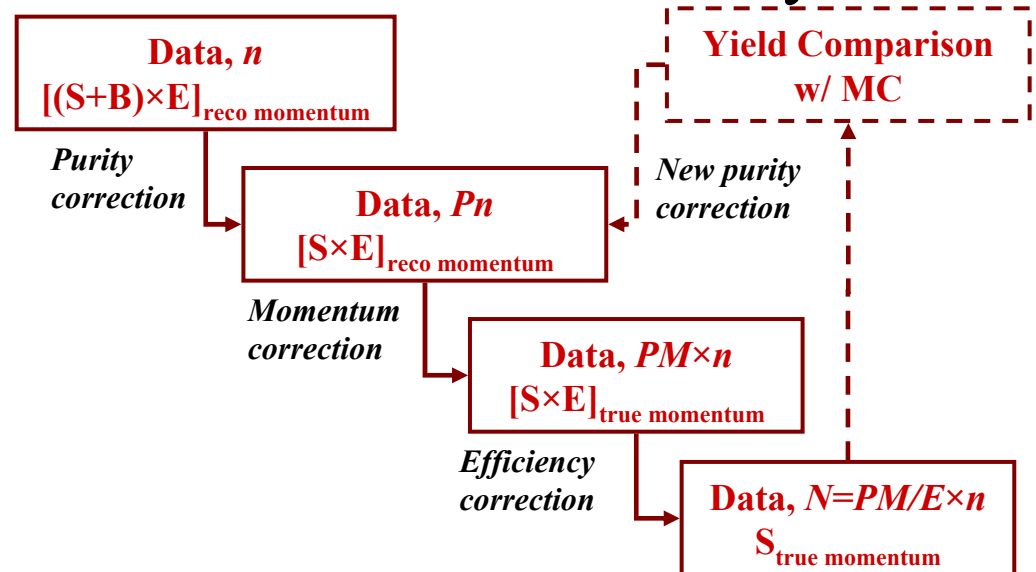 Data, n
[(S+B)×E]reco momentum
Yield Comparison
w/ MC
Purity
correction
New purity
correction
Data, Pn
[S×E]reco momentum
Momentum
correction
Data, PM×n
[S×E]true momentum
Efficiency
correction
Data, N=PM/E×n
Strue momentum